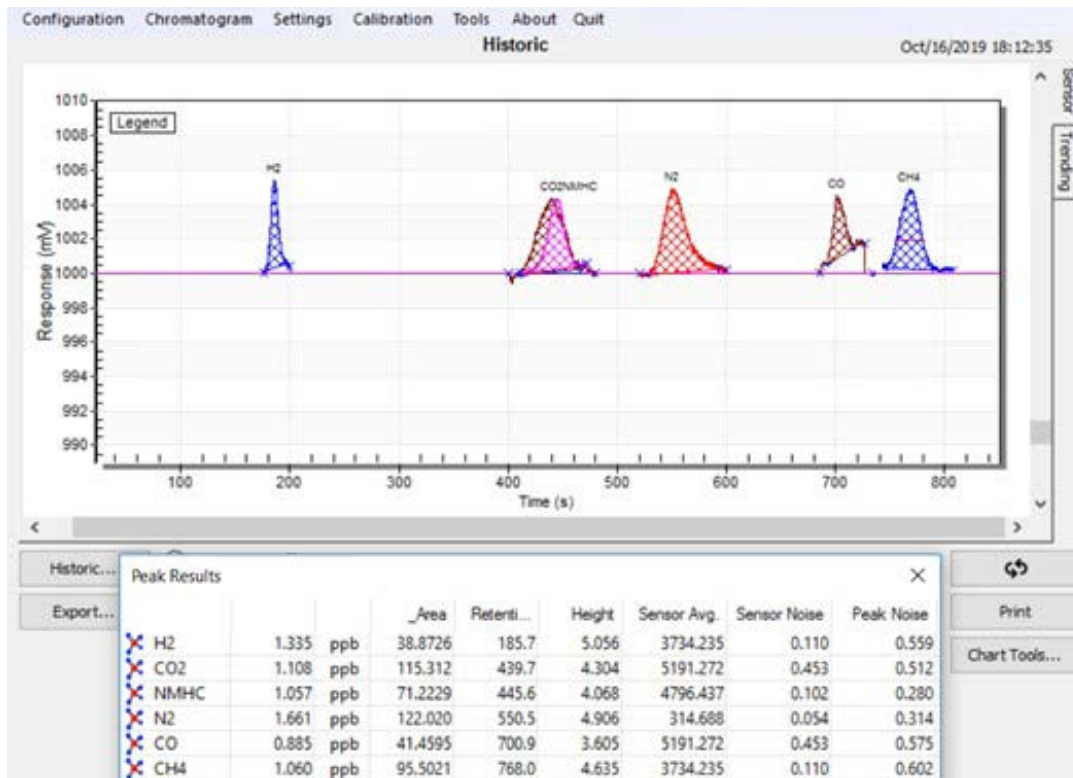 Configuration Chromatogram Settings Calibration Tools About Quit
Historic
Oct/16/2019 18:12:35
Sensor
Trending
Legend
H2
CO2NMHC
N2
CO
CH4
Response (mV)
1010
1008
1006
1004
1002
1000
998
996
994
992
990
100 200 300 400 500 600 700 800
Time (s)
Historic...
Export...
Print
Chart Tools...
Peak Results
_Area Retenti... Height Sensor Avg. Sensor Noise Peak Noise
H2 1.335 ppb 38.8726 185.7 5.056 3734.235 0.110 0.559
CO2 1.108 ppb 115.312 439.7 4.304 5191.272 0.453 0.512
NMHC 1.057 ppb 71.2229 445.6 4.068 4796.437 0.102 0.280
N2 1.661 ppb 122.020 550.5 4.906 314.688 0.054 0.314
CO 0.885 ppb 41.4595 700.9 3.605 5191.272 0.453 0.575
CH4 1.060 ppb 95.5021 768.0 4.635 3734.235 0.110 0.602